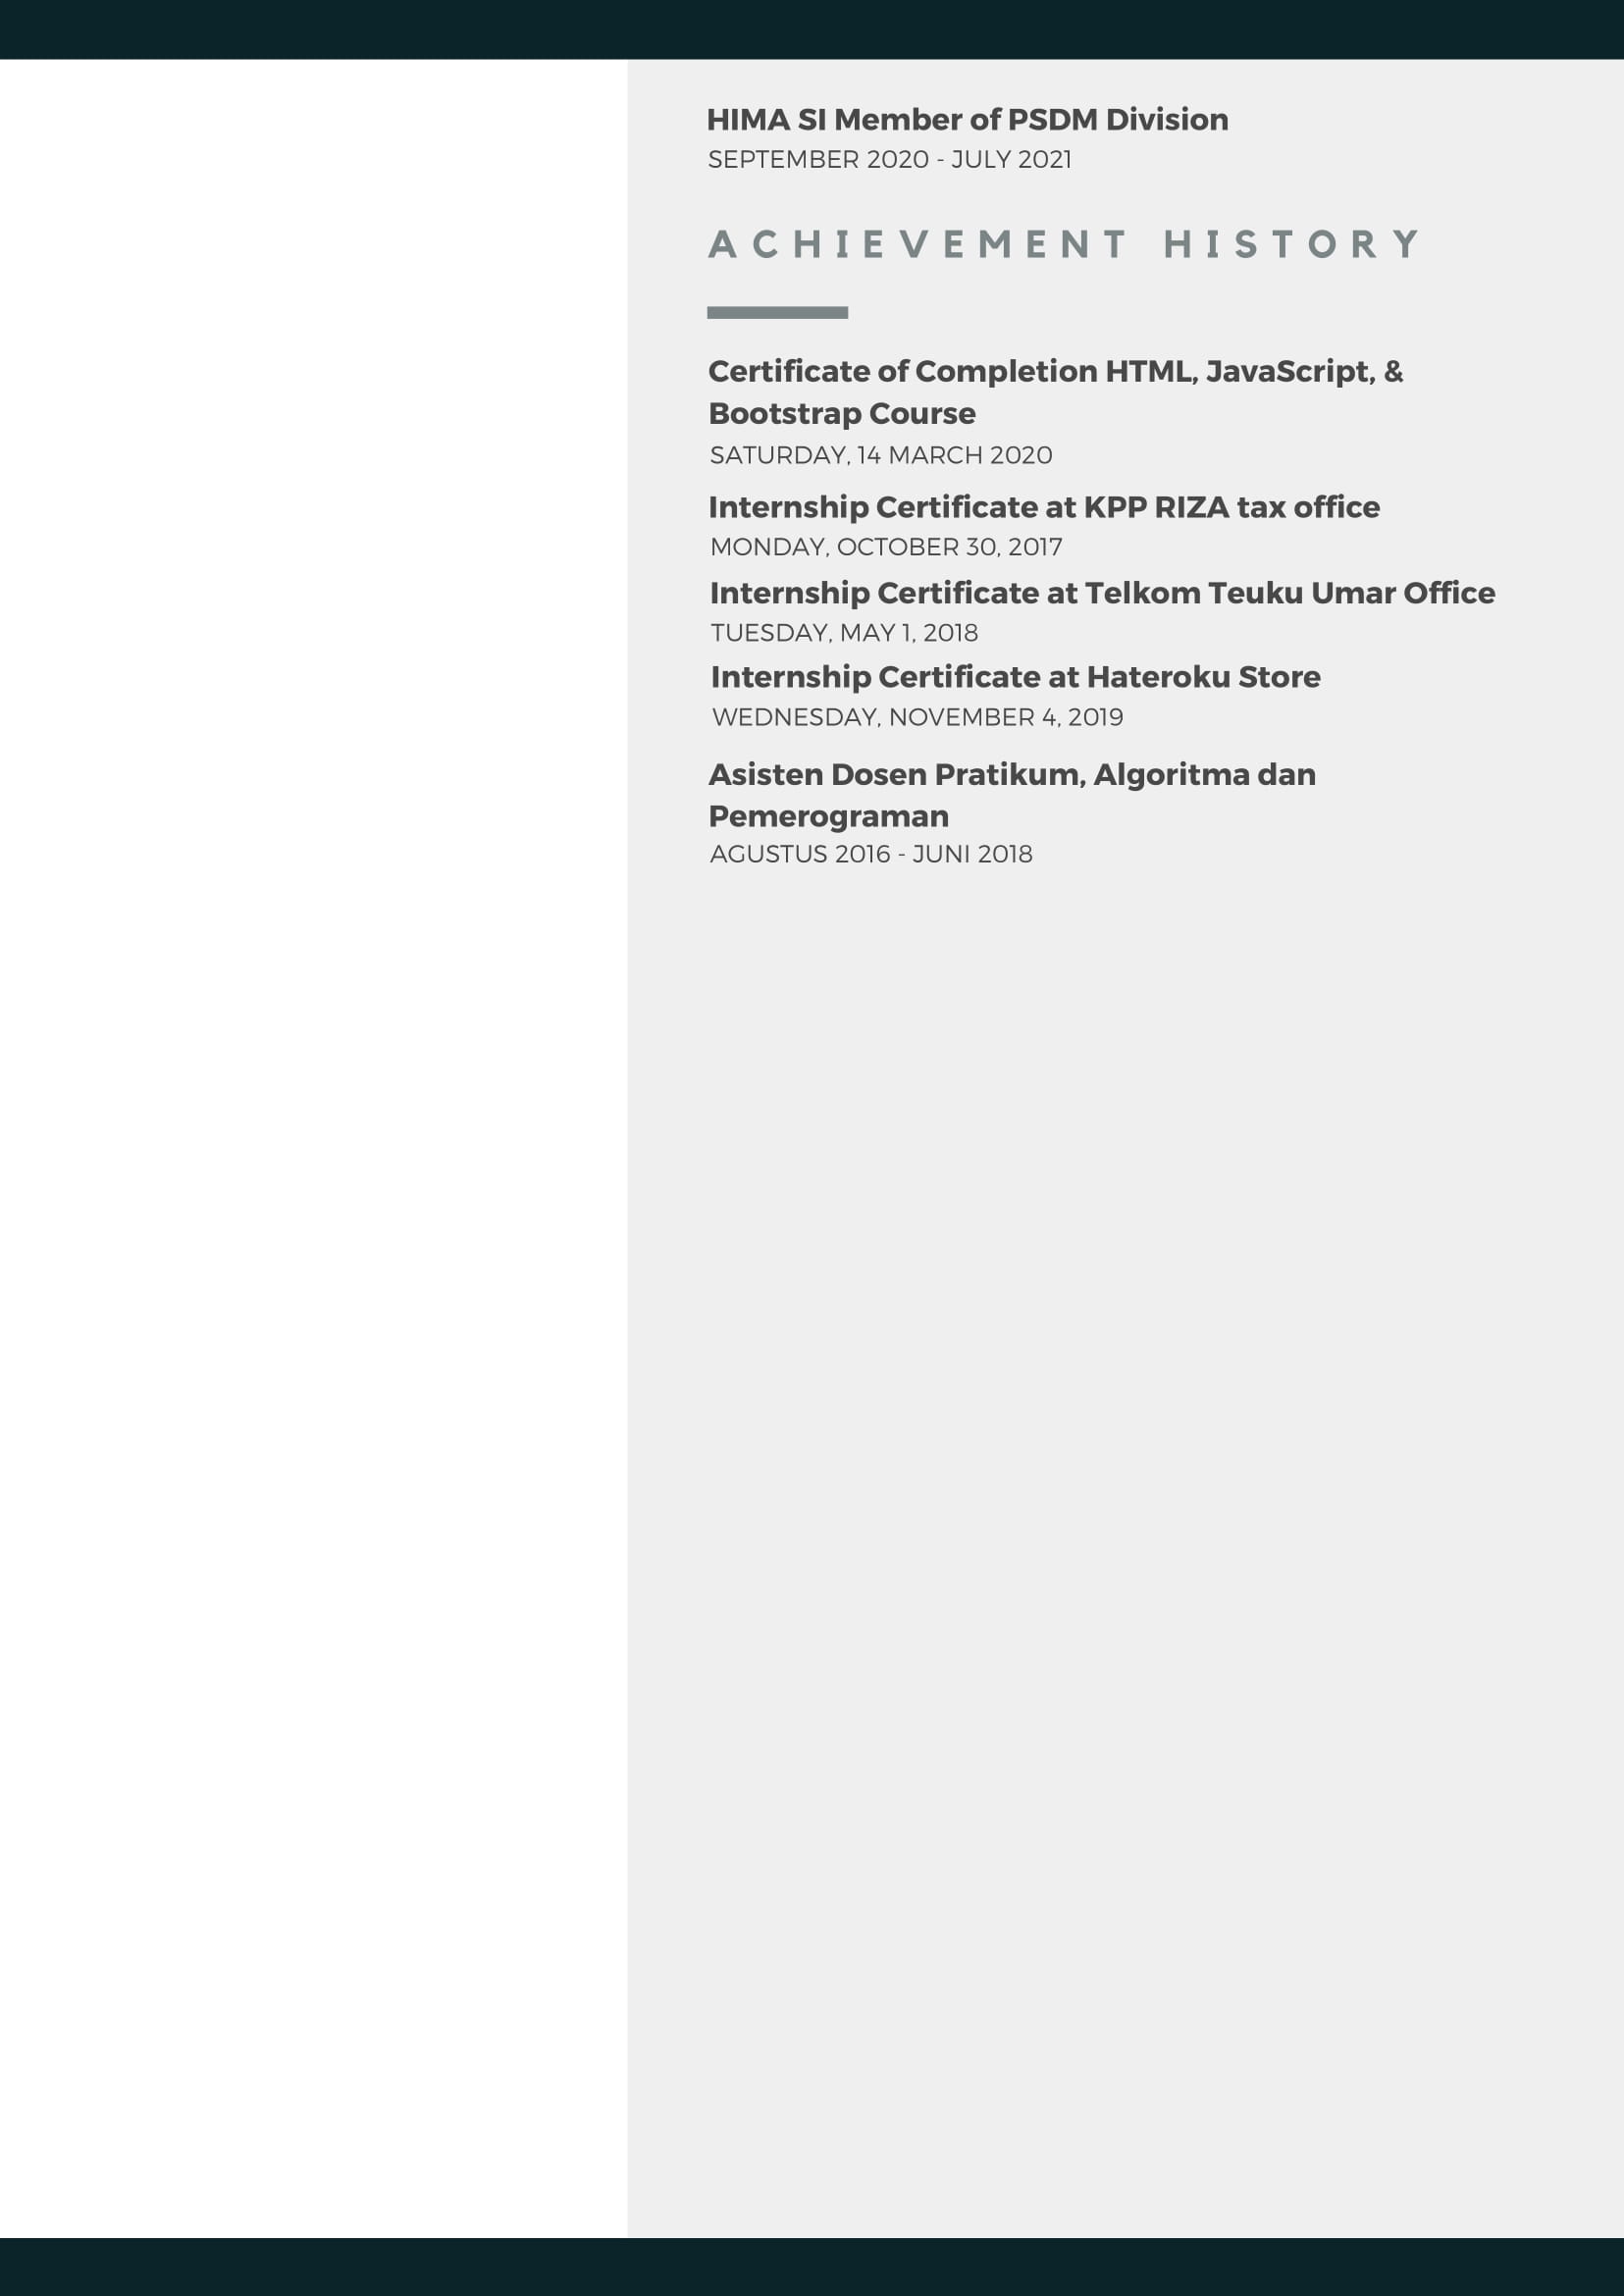 HIMA SI Member of PSDM Division
SEPTEMBER 2020 - JULY 2021
ACHIEVEMENT HISTORY
Certificate of Completion HTML, JavaScript, &
Bootstrap Course
SATURDAY, 14 MARCH 2020
Internship Certificate at KPP RIZA tax office
MONDAY, OCTOBER 30, 2017
Internship Certificate at Telkom Teuku Umar Office
TUESDAY, MAY 1, 2018
Internship Certificate at Hateroku Store
WEDNESDAY, NOVEMBER 4, 2019
Asisten Dosen Pratikum, Algoritma dan
Pemerograman
AGUSTUS 2016 - JUNI 2018